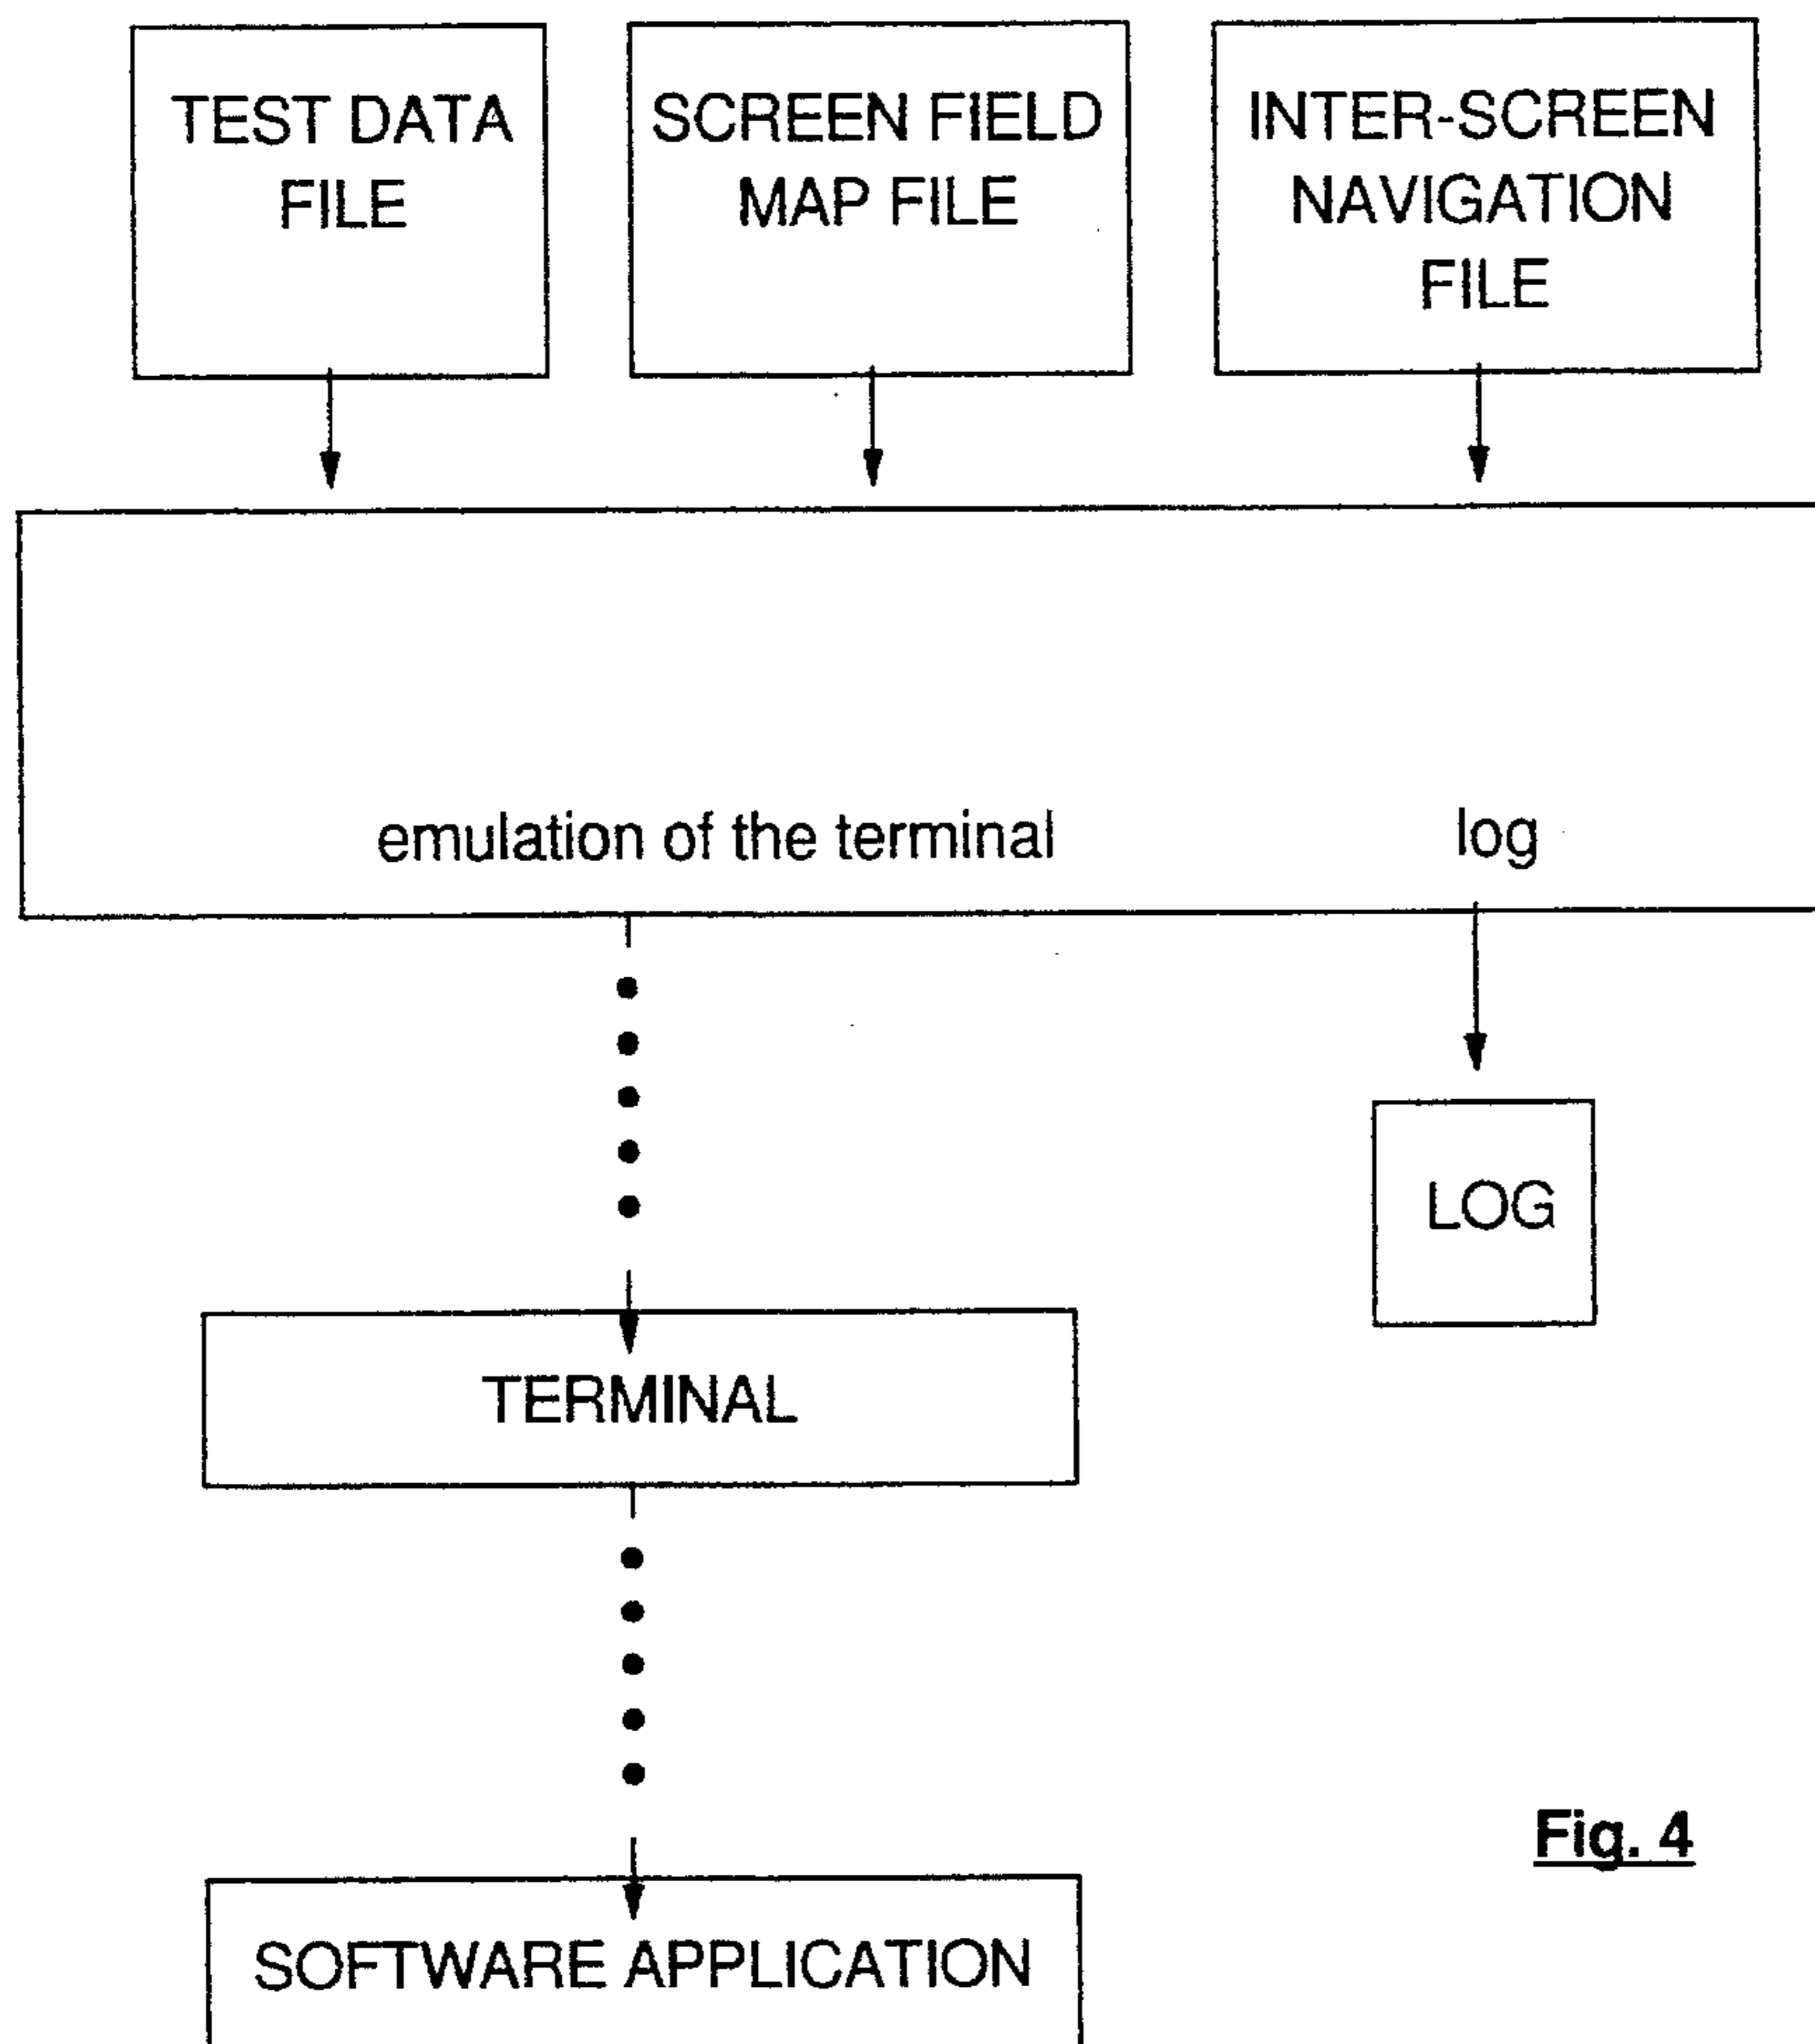 TEST DATA
FILE
SCREEN FIELD
MAP FILE
INTER-SCREEN
NAVIGATION
FILE
emulation of the terminal
log
LOG
TERMINAL
Fig. 4
SOFTWARE APPLICATION